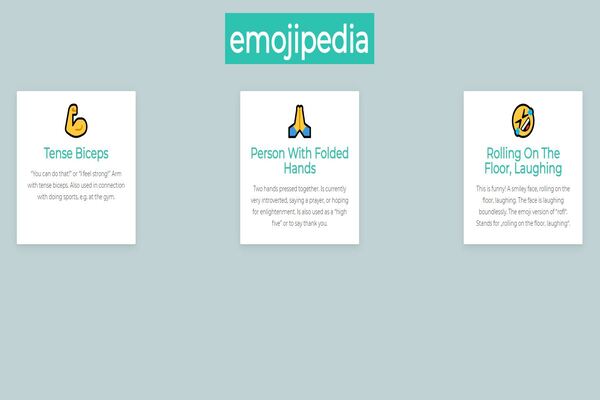 emojipedia
Tense Biceps
“You can do that!” or “I feel strong!” Arm
with tense biceps. Also used in connection
with doing sports, e.g. at the gym.
Person With Folded
Hands
Two hands pressed together. Is currently
very introverted, saying a prayer, or hoping
for enlightenment. Is also used as a “high
five” or to say thank you.
Rolling On The
Floor, Laughing
This is funny! A smiley face, rolling on the
floor, laughing. The face is laughing
boundlessly. The emoji version of “rofl”.
Stands for „rolling on the floor, laughing”.